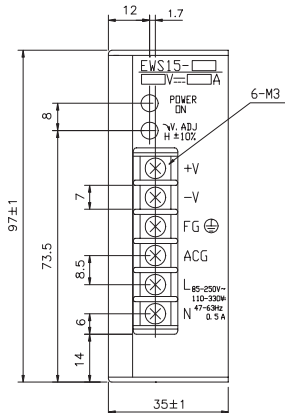 12
1.7
EWS15-
V⎓ A
POWER
ON
6-M3
V.ADJ
H ±10%
8
+V
7
-V
97±1
FG
73.5
ACG
8.5
L 85-250V~
110-330V⎓
47-63Hz
N 0.5A
6
14
35±1